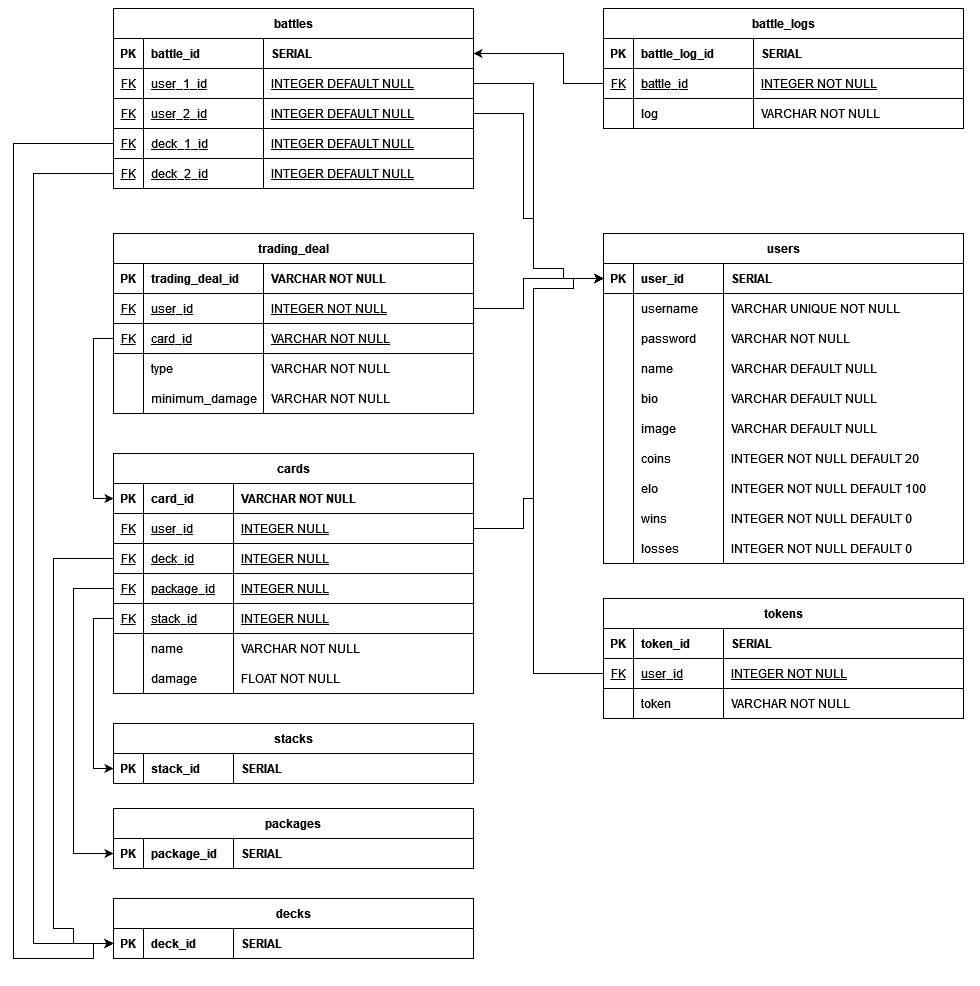 battles
PK battle_id SERIAL
FK user_1_id INTEGER DEFAULT NULL
FK user_2_id INTEGER DEFAULT NULL
FK deck_1_id INTEGER DEFAULT NULL
FK deck_2_id INTEGER DEFAULT NULL
battle_logs
PK battle_log_id SERIAL
FK battle_id INTEGER NOT NULL
log VARCHAR NOT NULL
trading_deal
PK trading_deal_id VARCHAR NOT NULL
FK user_id INTEGER NOT NULL
FK card_id VARCHAR NOT NULL
type VARCHAR NOT NULL
minimum_damage VARCHAR NOT NULL
users
PK user_id SERIAL
username VARCHAR UNIQUE NOT NULL
password VARCHAR NOT NULL
name VARCHAR DEFAULT NULL
bio VARCHAR DEFAULT NULL
image VARCHAR DEFAULT NULL
coins INTEGER NOT NULL DEFAULT 20
elo INTEGER NOT NULL DEFAULT 100
wins INTEGER NOT NULL DEFAULT 0
losses INTEGER NOT NULL DEFAULT 0
cards
PK card_id VARCHAR NOT NULL
FK user_id INTEGER NULL
FK deck_id INTEGER NULL
FK package_id INTEGER NULL
FK stack_id INTEGER NULL
name VARCHAR NOT NULL
damage FLOAT NOT NULL
tokens
PK token_id SERIAL
FK user_id INTEGER NOT NULL
token VARCHAR NOT NULL
stacks
PK stack_id SERIAL
packages
PK package_id SERIAL
decks
PK deck_id SERIAL